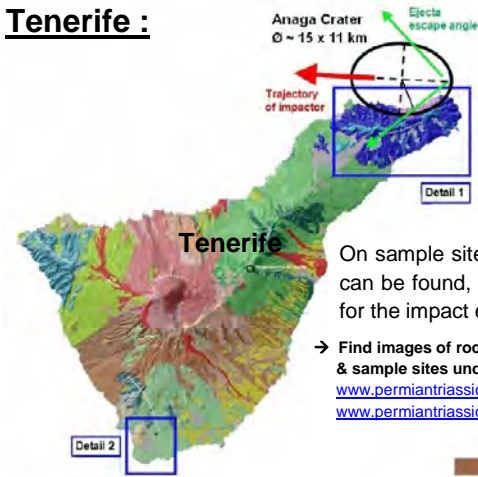 Tenerife :
Anaga Crater
Ø ~ 15 x 11 km
Ejecta
escape angle
Trajectory
of impactor
Detail 1
Tenerife
On sample site
can be found,
for the impact e
→ Find images of roc
& sample sites und
www.permiantriassic
www.permiantriassic
Detail 2